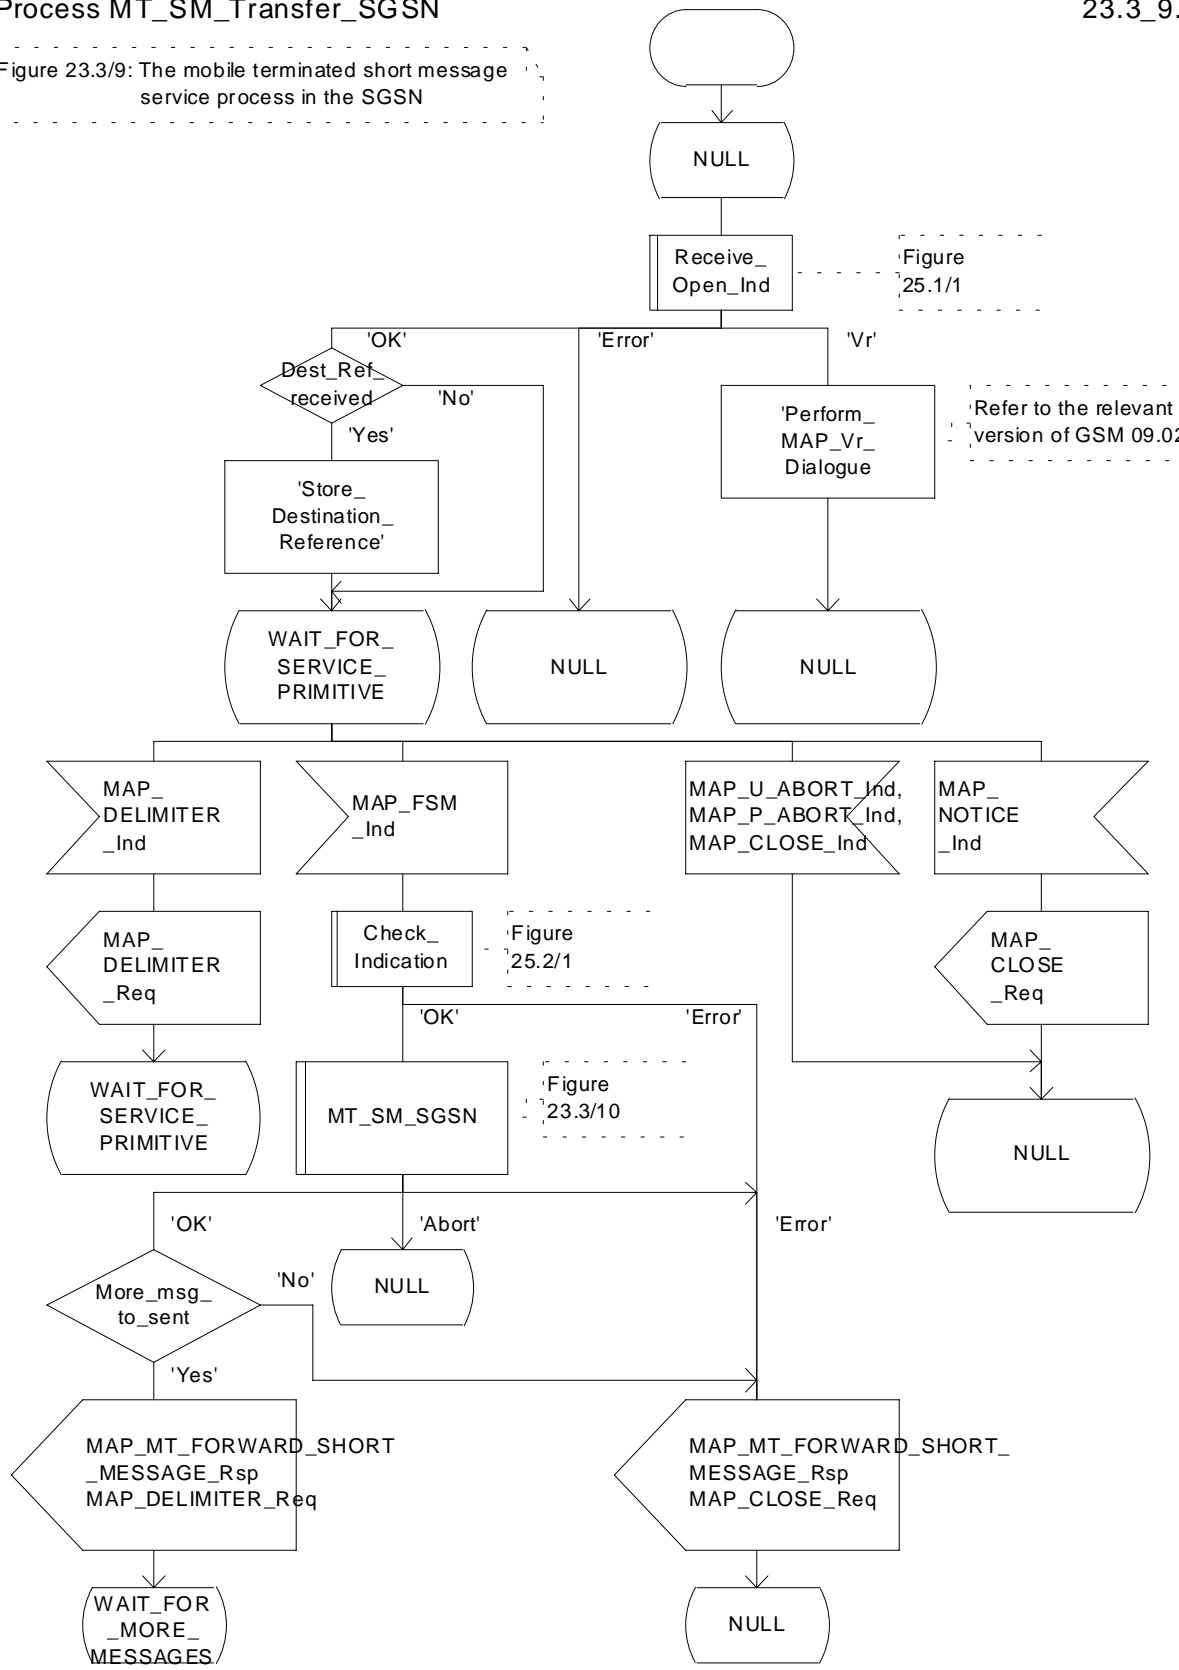 Process MT_SM_Transfer_SGSN
23.3_9.
Figure 23.3/9: The mobile terminated short message
service process in the SGSN
NULL
Receive_
Open_Ind
Figure
25.1/1
'OK'
'Error'
'Vr'
Dest_Ref_
received
'No'
'Yes'
'Perform_
MAP_Vr_
Dialogue
Refer to the relevant
version of GSM 09.02
'Store_
Destination_
Reference'
WAIT_FOR_
SERVICE_
PRIMITIVE
NULL
NULL
MAP_
DELIMITER
_Ind
MAP_FSM
_Ind
MAP_U_ABORT_Ind,
MAP_P_ABORT_Ind,
MAP_CLOSE_Ind
MAP_
NOTICE
_Ind
MAP_
DELIMITER
_Req
Check_
Indication
Figure
25.2/1
MAP_
CLOSE
_Req
'OK'
'Error'
WAIT_FOR_
SERVICE_
PRIMITIVE
MT_SM_SGSN
Figure
23.3/10
NULL
'OK'
'Abort'
'Error'
More_msg_
to_sent
'No'
NULL
'Yes'
MAP_MT_FORWARD_SHORT
_MESSAGE_Rsp
MAP_DELIMITER_Req
MAP_MT_FORWARD_SHORT_
MESSAGE_Rsp
MAP_CLOSE_Req
WAIT_FOR
_MORE_
MESSAGES
NULL